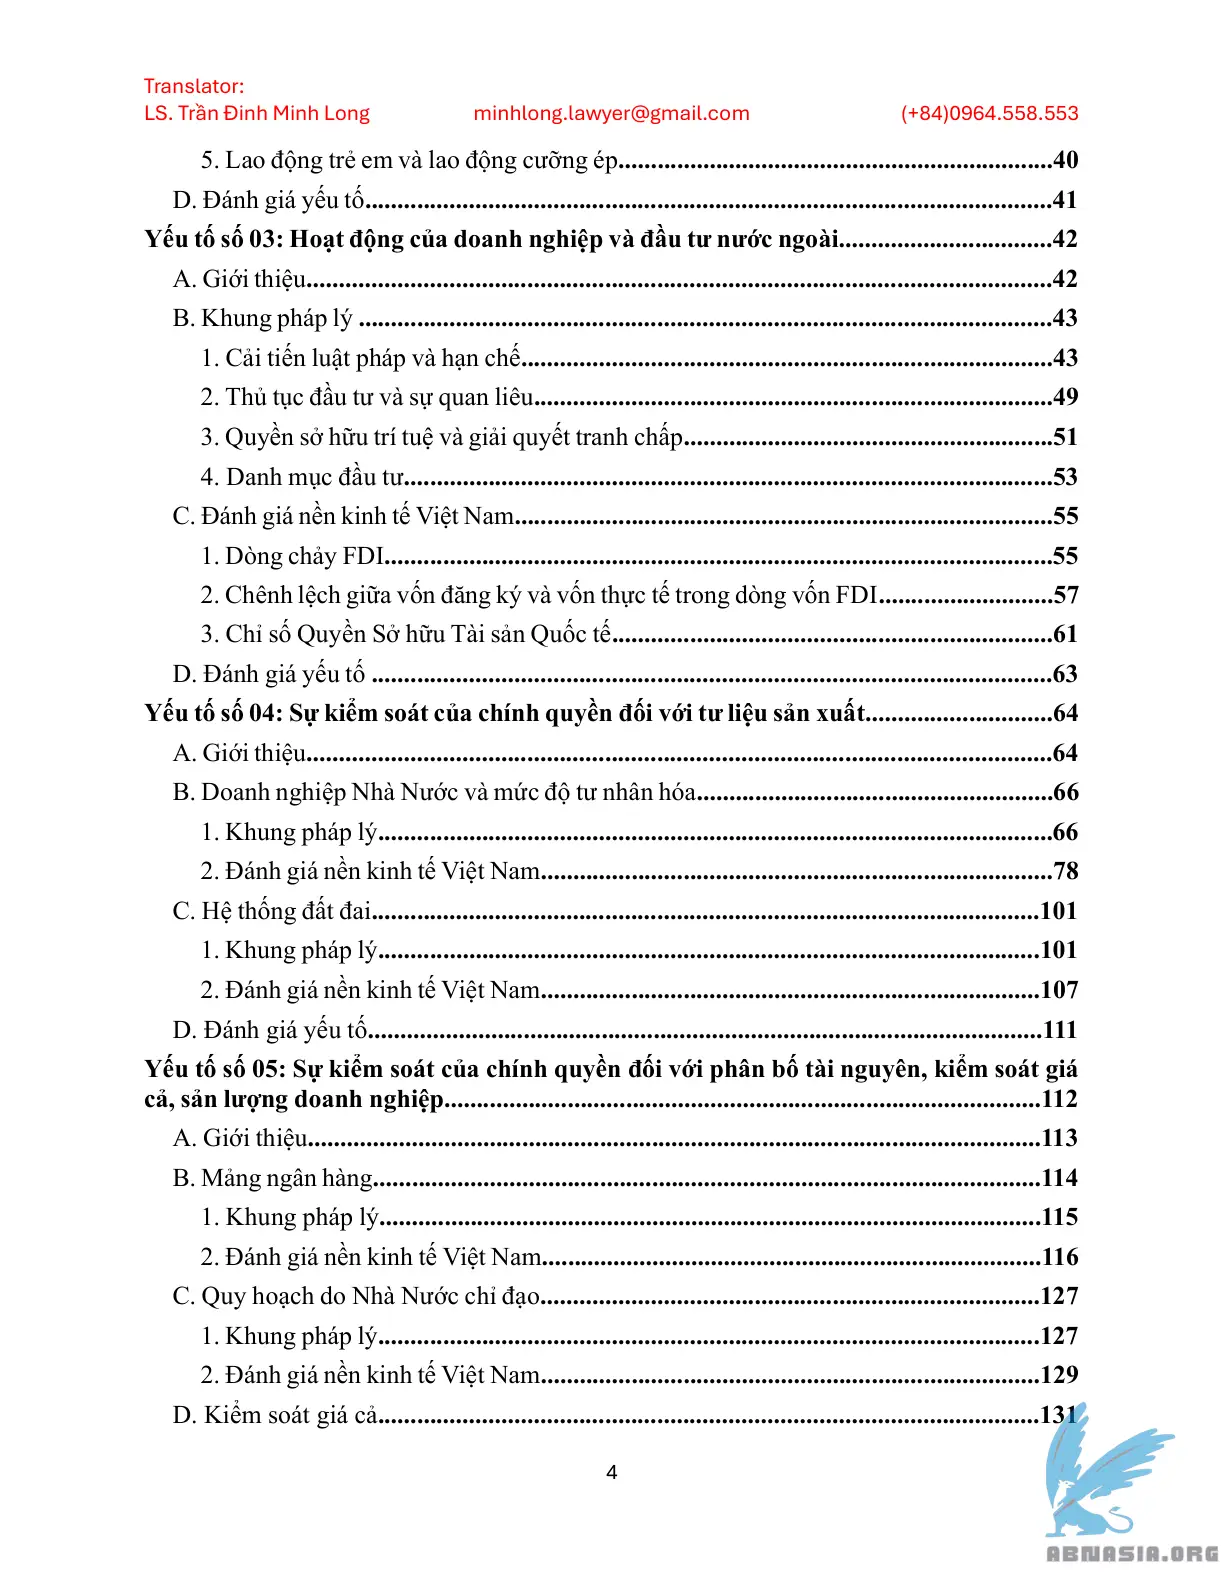 Translator:
LS. Trần Đinh Minh Long minhlong.lawyer@gmail.com (+84)0964.558.553
5. Lao động trẻ em và lao động cưỡng ép...................................................................40
D. Đánh giá yếu tố..........................................................................................................41
Yếu tố số 03: Hoạt động của doanh nghiệp và đầu tư nước ngoài.................................42
A. Giới thiệu...................................................................................................................42
B. Khung pháp lý ...........................................................................................................43
1. Cải tiến luật pháp và hạn chế..................................................................................43
2. Thủ tục đầu tư và sự quan liêu................................................................................49
3. Quyền sở hữu trí tuệ và giải quyết tranh chấp.........................................................51
4. Danh mục đầu tư....................................................................................................53
C. Đánh giá nền kinh tế Việt Nam...................................................................................55
1. Dòng chảy FDI.......................................................................................................55
2. Chênh lệch giữa vốn đăng ký và vốn thực tế trong dòng vốn FDI...........................57
3. Chỉ số Quyền Sở hữu Tài sản Quốc tế....................................................................61
D. Đánh giá yếu tố .........................................................................................................63
Yếu tố số 04: Sự kiểm soát của chính quyền đối với tư liệu sản xuất.............................64
A. Giới thiệu...................................................................................................................64
B. Doanh nghiệp Nhà Nước và mức độ tư nhân hóa.......................................................66
1. Khung pháp lý........................................................................................................66
2. Đánh giá nền kinh tế Việt Nam...............................................................................78
C. Hệ thống đất đai.......................................................................................................101
1. Khung pháp lý......................................................................................................101
2. Đánh giá nền kinh tế Việt Nam.............................................................................107
D. Đánh giá yếu tố........................................................................................................111
Yếu tố số 05: Sự kiểm soát của chính quyền đối với phân bố tài nguyên, kiểm soát giá
cả, sản lượng doanh nghiệp............................................................................................112
A. Giới thiệu.................................................................................................................113
B. Mảng ngân hàng.......................................................................................................114
1. Khung pháp lý......................................................................................................115
2. Đánh giá nền kinh tế Việt Nam.............................................................................116
C. Quy hoạch do Nhà Nước chỉ đạo.............................................................................127
1. Khung pháp lý......................................................................................................127
2. Đánh giá nền kinh tế Việt Nam.............................................................................129
D. Kiểm soát giá cả......................................................................................................131
4
ABNASIA.ORG